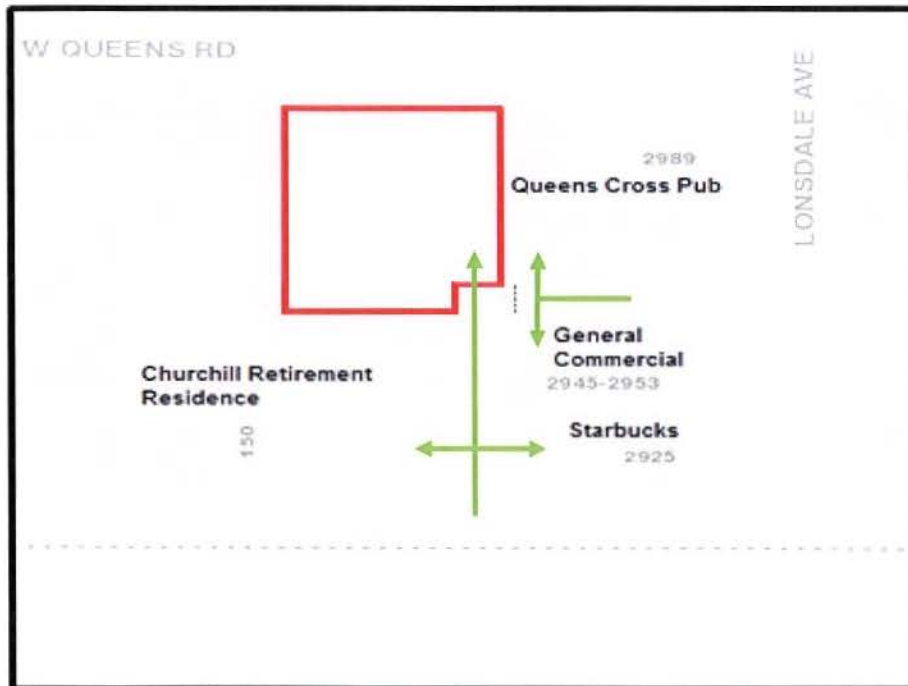 W QUEENS RD
LONSDALE AVE
2989
Queens Cross Pub
General
Commercial
2945-2953
Churchill Retirement
Residence
150
Starbucks
2925